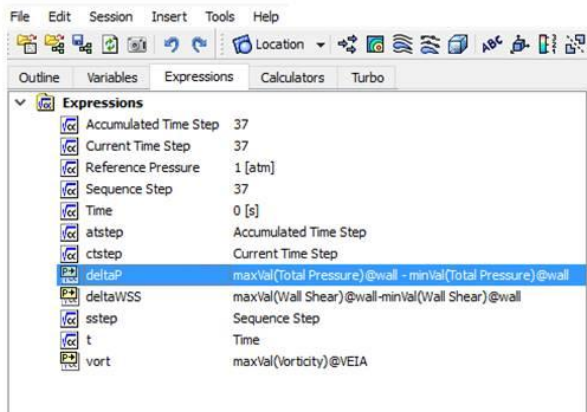 File Edit Session Insert Tools Help
Location ABC
Outline Variables Expressions Calculators Turbo
Expressions
Accumulated Time Step 37
Current Time Step 37
Reference Pressure 1 [atm]
Sequence Step 37
Time 0 [s]
atstep Accumulated Time Step
ctstep Current Time Step
deltaP maxVal(Total Pressure)@wall - minVal(Total Pressure)@wall
deltaWSS maxVal(Wall Shear)@wall-minVal(Wall Shear)@wall
sstep Sequence Step
t Time
vort maxVal(Vorticity)@VEIA